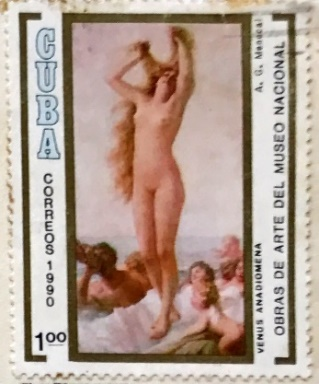 CUBA
CORREOS 1990
1.00
A. G. Menocal
VENUS ANADIOMENA
OBRAS DE ARTE DEL MUSEO NACIONAL